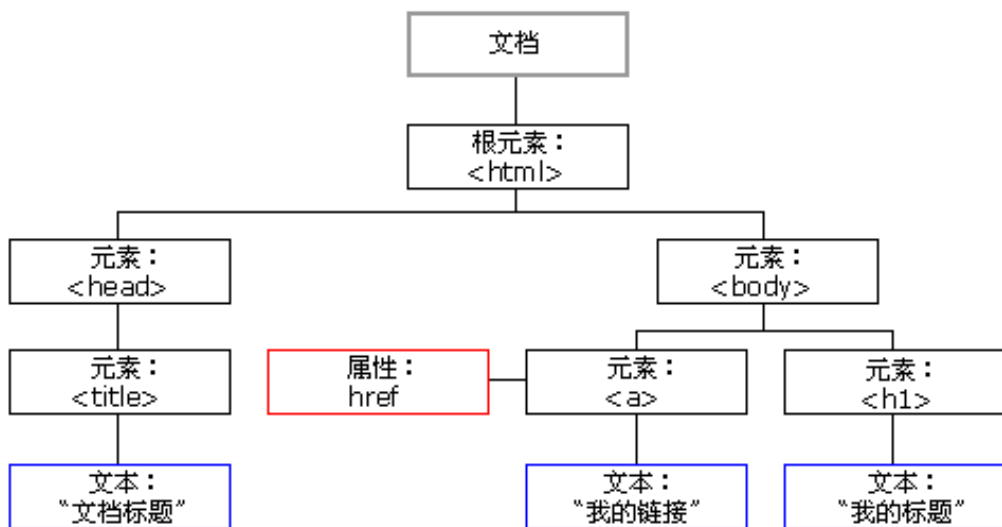 文档
根元素：
<html>
元素：
<head>
元素：
<body>
元素：
<title>
属性：
href
元素：
<a>
元素：
<h1>
文本：
“文档标题”
文本：
“我的链接”
文本：
“我的标题”